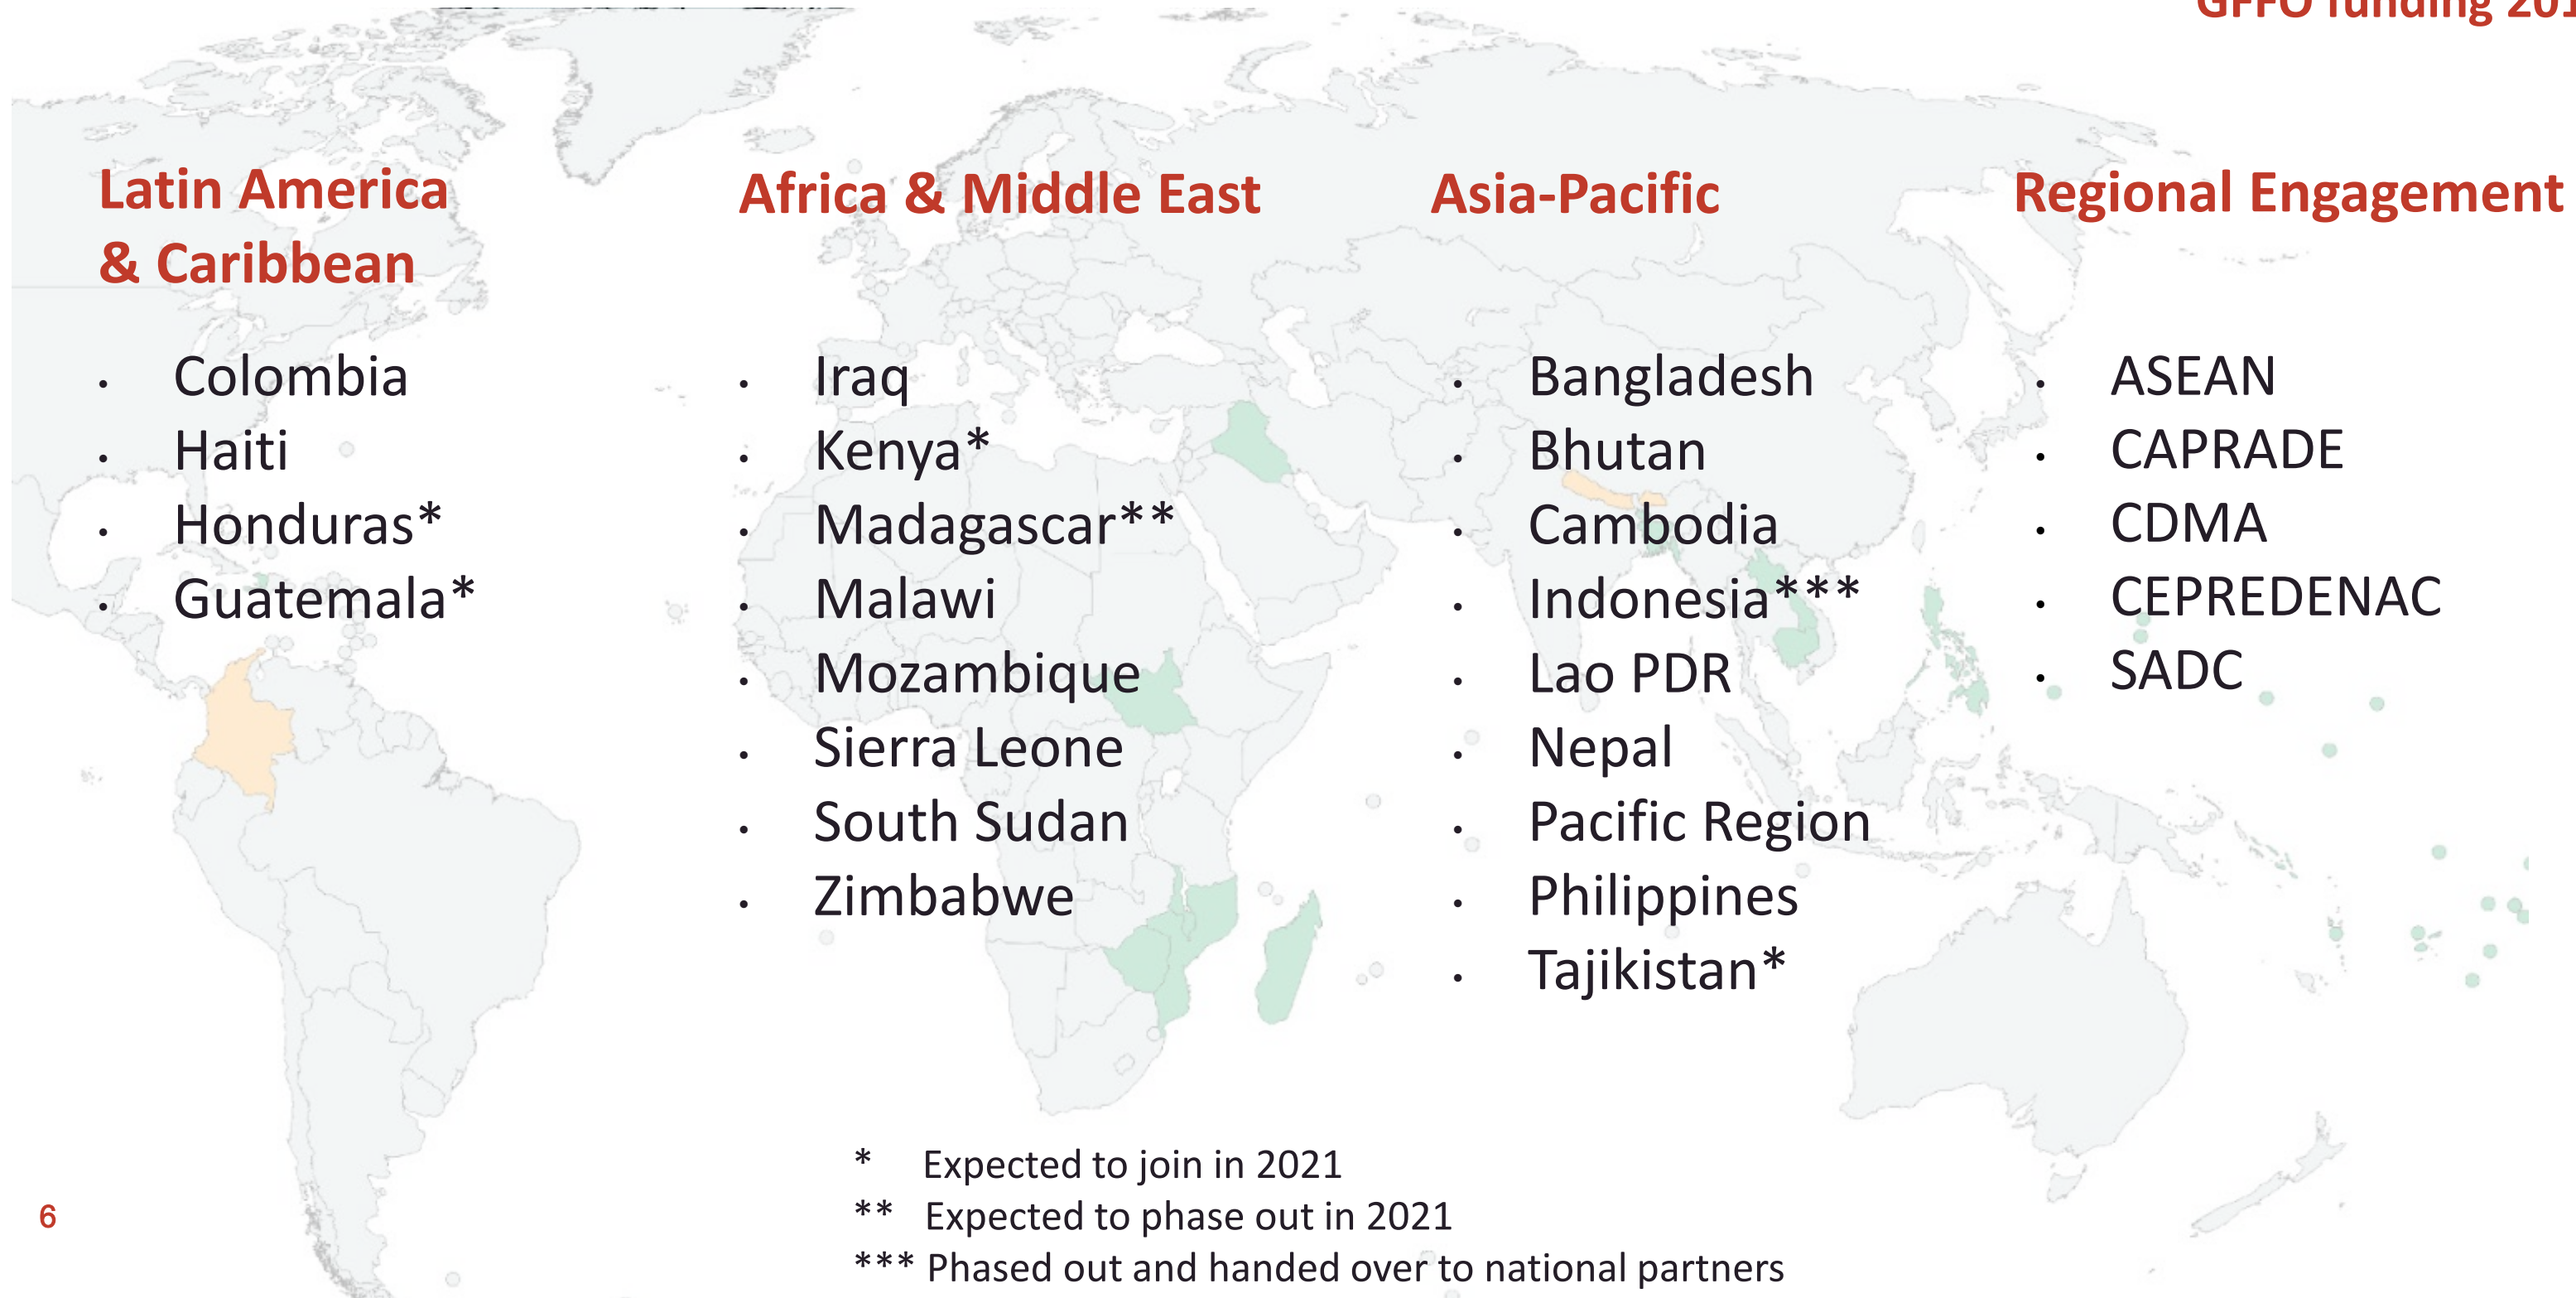 GFFO funding
Latin America
& Caribbean
• Colombia
• Haiti
• Honduras*
• Guatemala*
Africa & Middle East
• Iraq
• Kenya*
• Madagascar**
• Malawi
• Mozambique
• Sierra Leone
• South Sudan
• Zimbabwe
Asia-Pacific
• Bangladesh
• Bhutan
• Cambodia
• Indonesia***
• Lao PDR
• Nepal
• Pacific Region
• Philippines
• Tajikistan*
Regional Engagement
• ASEAN
• CAPRADE
• CDMA
• CEPREDENAC
• SADC
* Expected to join in 2021
** Expected to phase out in 2021
*** Phased out and handed over to national partners
6